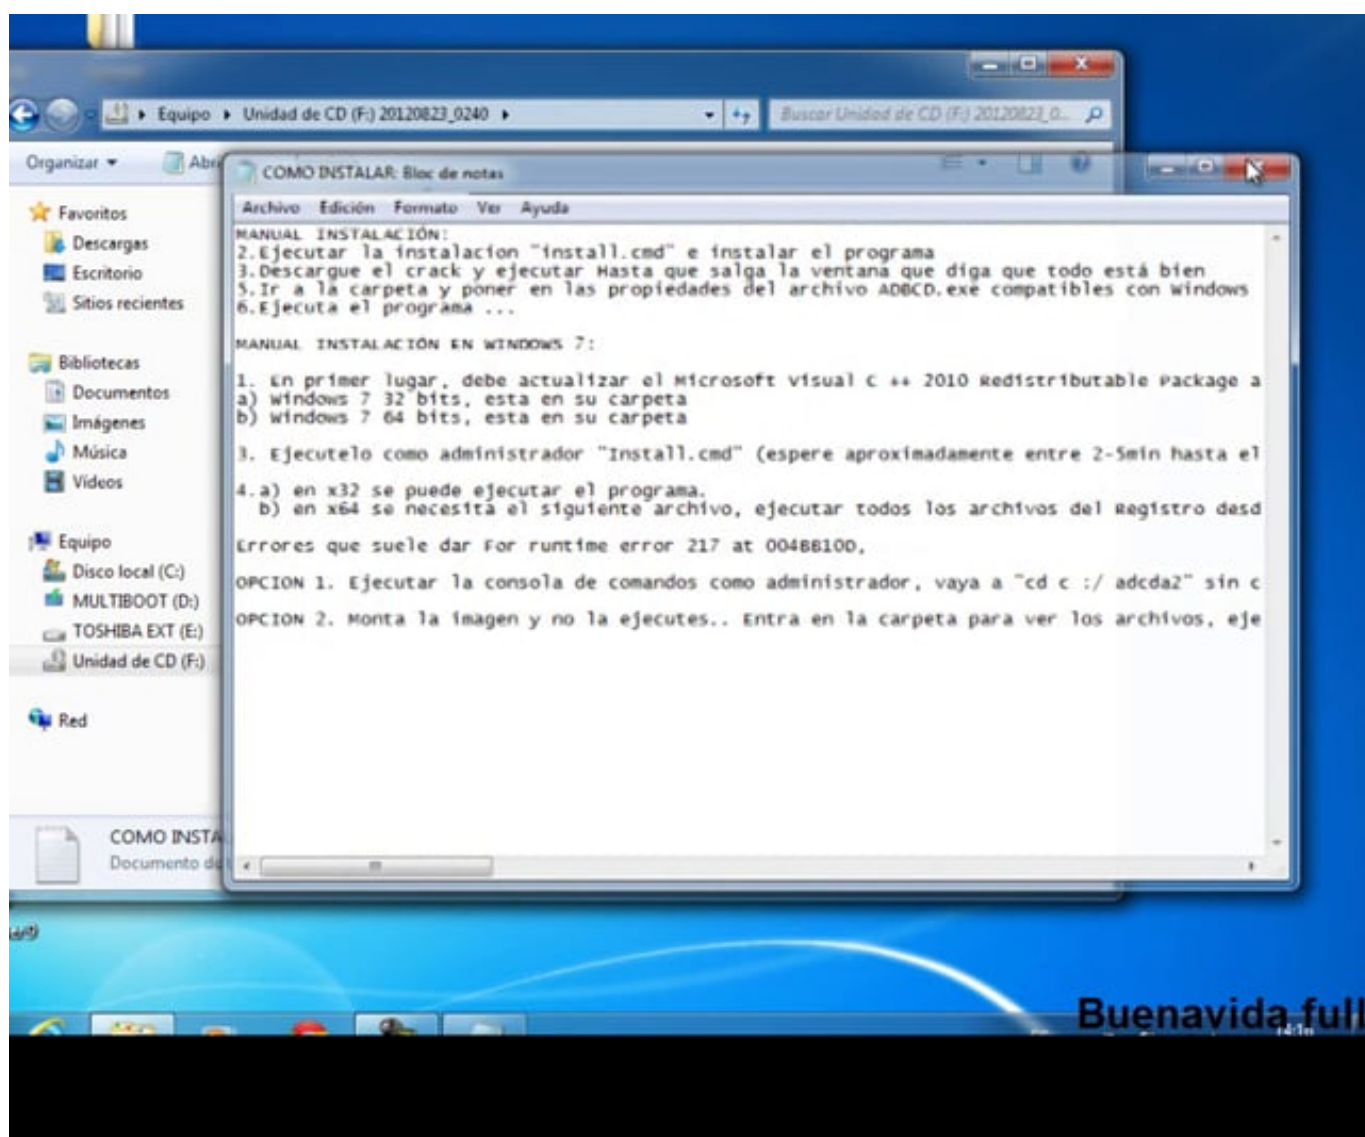 Equipo ▸ Unidad de CD (F:) 20120823_0240 ▸
Buscar Unidad de CD (F:) 20120823_0...
Organizar
Abri
COMO INSTALAR: Bloc de notas
Archivo Edición Formato Ver Ayuda
MANUAL INSTALACIÓN:
2.Ejecutar la instalacion "install.cmd" e instalar el programa
3.Descargue el crack y ejecutar Hasta que salga la ventana que diga que todo está bien
5.Ir a la carpeta y poner en las propiedades del archivo ADBCD.exe compatibles con Windows
6.Ejecuta el programa ...
MANUAL INSTALACIÓN EN WINDOWS 7:
1. En primer lugar, debe actualizar el Microsoft Visual C ++ 2010 Redistributable Package a
a) Windows 7 32 bits, esta en su carpeta
b) Windows 7 64 bits, esta en su carpeta
3. Ejecutelo como administrador "Install.cmd" (espere aproximadamente entre 2-5min hasta el
4.a) en x32 se puede ejecutar el programa.
b) en x64 se necesita el siguiente archivo, ejecutar todos los archivos del Registro desd
Errores que suele dar For runtime error 217 at 004BB10D,
OPCION 1. Ejecutar la consola de comandos como administrador, vaya a "cd c :/ adcda2" sin c
OPCION 2. Monta la imagen y no la ejecutes.. Entra en la carpeta para ver los archivos, eje
Favoritos
Descargas
Escritorio
Sitios recientes
Bibliotecas
Documentos
Imágenes
Música
Vídeos
Equipo
Disco local (C:)
MULTIBOOT (D:)
TOSHIBA EXT (E:)
Unidad de CD (F:)
Red
COMO INSTA
Documento de
Buenavida full